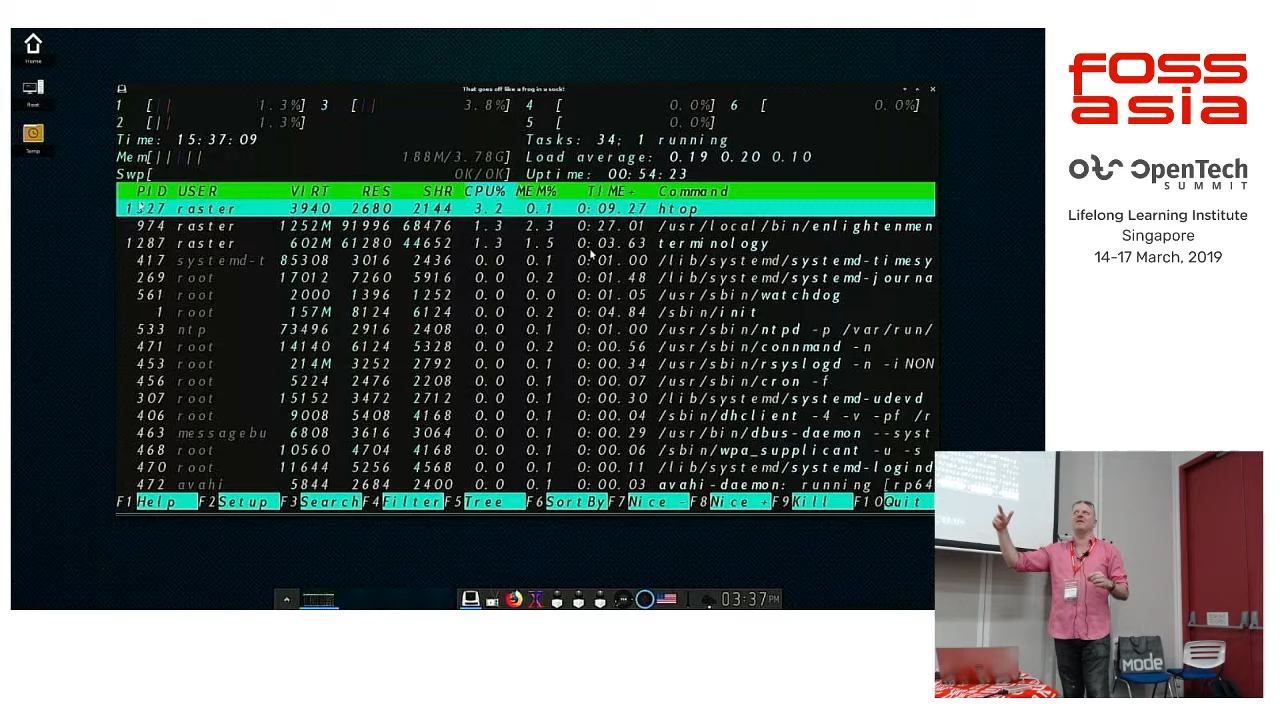 Home
Root
Temp
That goes off like a frog in a sock!
1 [|| 1.3%] 3 [|| 3.8%] 4 [ 0.0%] 6 [ 0.0%]
2 [|| 1.3%] 5 [ 0.0%]
Time: 15:37:09 Tasks: 34; 1 running
Mem[|||||| 188M/3.78G] Load average: 0.19 0.20 0.10
Swp[ 0K/0K] Uptime: 00:54:23
PID USER VIRT RES SHR CPU% MEM% TIME+ Command
1327 raster 3940 2680 2144 3.2 0.1 0:09.27 htop
974 raster 1252M 91996 68476 1.3 2.3 0:27.01 /usr/local/bin/enlightenmen
1287 raster 602M 61280 44652 1.3 1.5 0:03.63 terminology
417 systemd-t 85308 3016 2436 0.0 0.1 0:01.00 /lib/systemd/systemd-timesy
269 root 17012 7260 5916 0.0 0.2 0:01.48 /lib/systemd/systemd-journa
561 root 2000 1396 1252 0.0 0.0 0:01.05 /usr/sbin/watchdog
1 root 157M 8124 6124 0.0 0.2 0:04.84 /sbin/init
533 ntp 73496 2916 2408 0.0 0.1 0:01.00 /usr/sbin/ntpd -p /var/run/
471 root 14140 6124 5328 0.0 0.2 0:00.56 /usr/sbin/connmand -n
453 root 214M 3252 2792 0.0 0.1 0:00.34 /usr/sbin/rsyslogd -n -iNON
456 root 5224 2476 2208 0.0 0.1 0:00.07 /usr/sbin/cron -f
307 root 15152 3472 2712 0.0 0.1 0:00.30 /lib/systemd/systemd-udevd
406 root 9008 5408 4168 0.0 0.1 0:00.04 /sbin/dhclient -4 -v -pf /r
463 messagebu 6808 3616 3064 0.0 0.1 0:00.29 /usr/bin/dbus-daemon --syst
468 root 10560 4704 4168 0.0 0.1 0:00.06 /usr/sbin/wpa_supplicant -u -s
470 root 11644 5256 4568 0.0 0.1 0:00.11 /lib/systemd/systemd-logind
472 avahi 5844 2684 2400 0.0 0.1 0:00.03 avahi-daemon: running [rp64
F1Help F2Setup F3SearchF4FilterF5Tree F6SortByF7Nice -F8Nice +F9Kill F10Quit
03:37PM
FOSS
asia
OTS OpenTech
SUMMIT
Lifelong Learning Institute
Singapore
14-17 March, 2019
mode